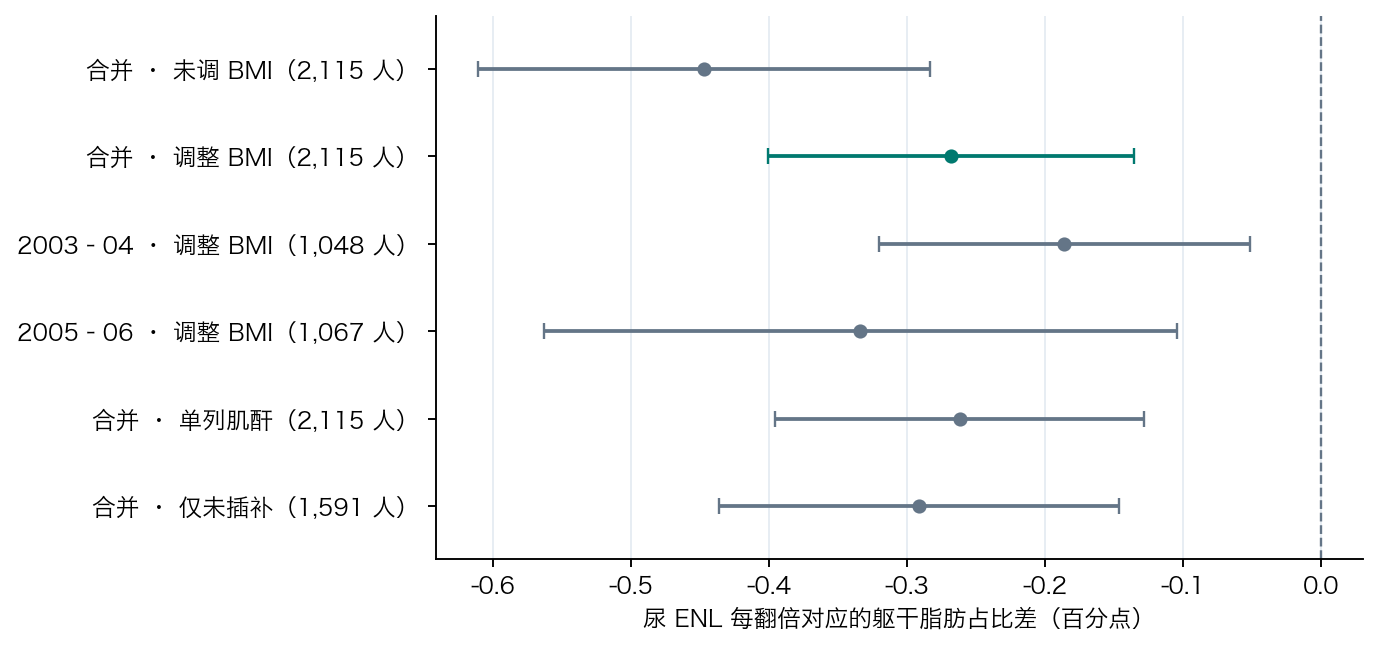 合并 · 未调 BMI（2,115 人）
合并 · 调整 BMI（2,115 人）
2003 - 04 · 调整 BMI（1,048 人）
2005 - 06 · 调整 BMI（1,067 人）
合并 · 单列肌酐（2,115 人）
合并 · 仅未插补（1,591 人）
-0.6 -0.5 -0.4 -0.3 -0.2 -0.1 0.0
尿 ENL 每翻倍对应的躯干脂肪占比差（百分点）